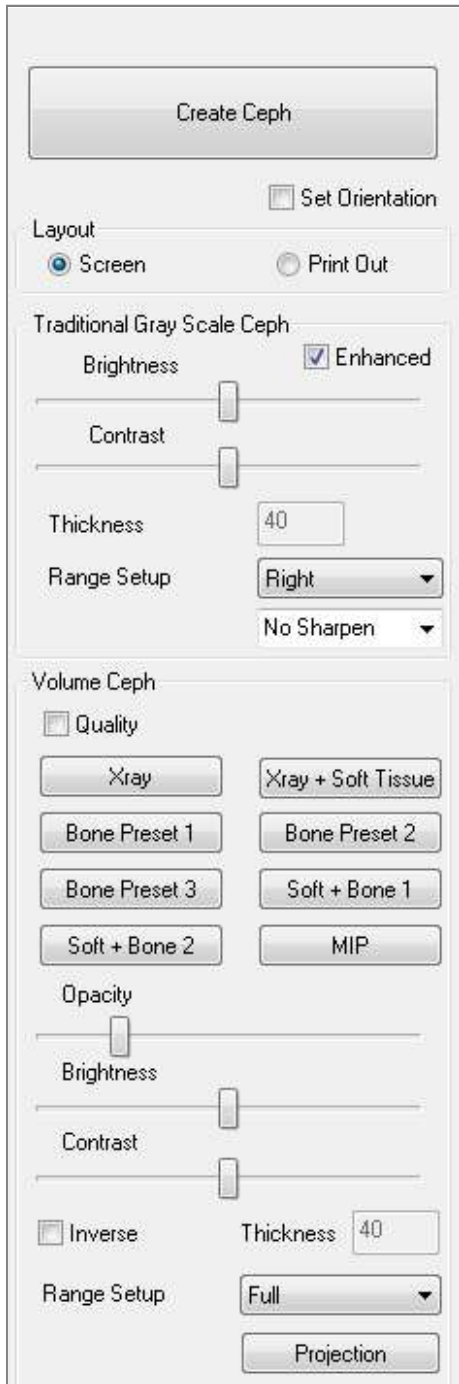 Create Ceph
Set Orientation
Layout
Screen Print Out
Traditional Gray Scale Ceph
Enhanced
Brightness
Contrast
Thickness 40
Range Setup Right
No Sharpen
Volume Ceph
Quality
Xray Xray + Soft Tissue
Bone Preset 1 Bone Preset 2
Bone Preset 3 Soft + Bone 1
Soft + Bone 2 MIP
Opacity
Brightness
Contrast
Inverse Thickness 40
Range Setup Full
Projection